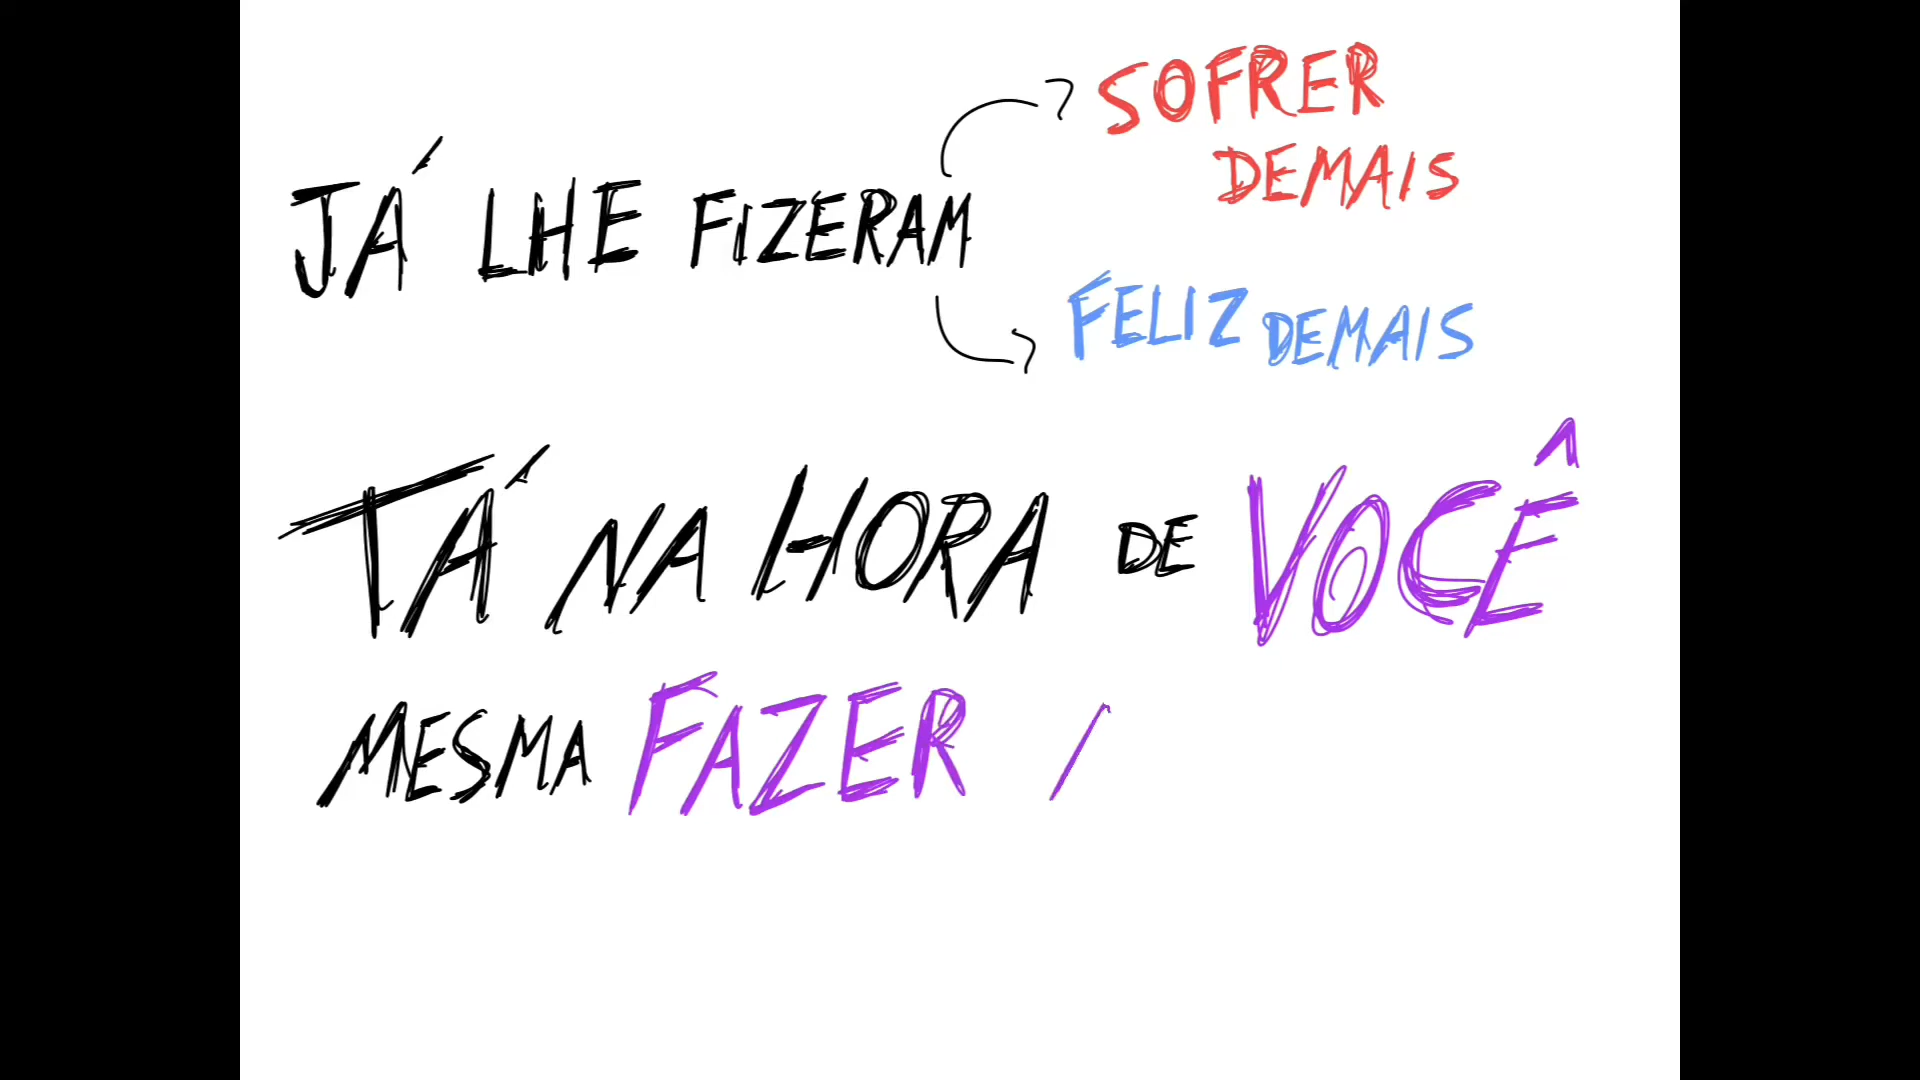 SOFRER
DEMAIS
JÁ LHE FIZERAM
FELIZ DEMAIS
TÁ NA HORA DE VOCÊ
MESMA FAZER /